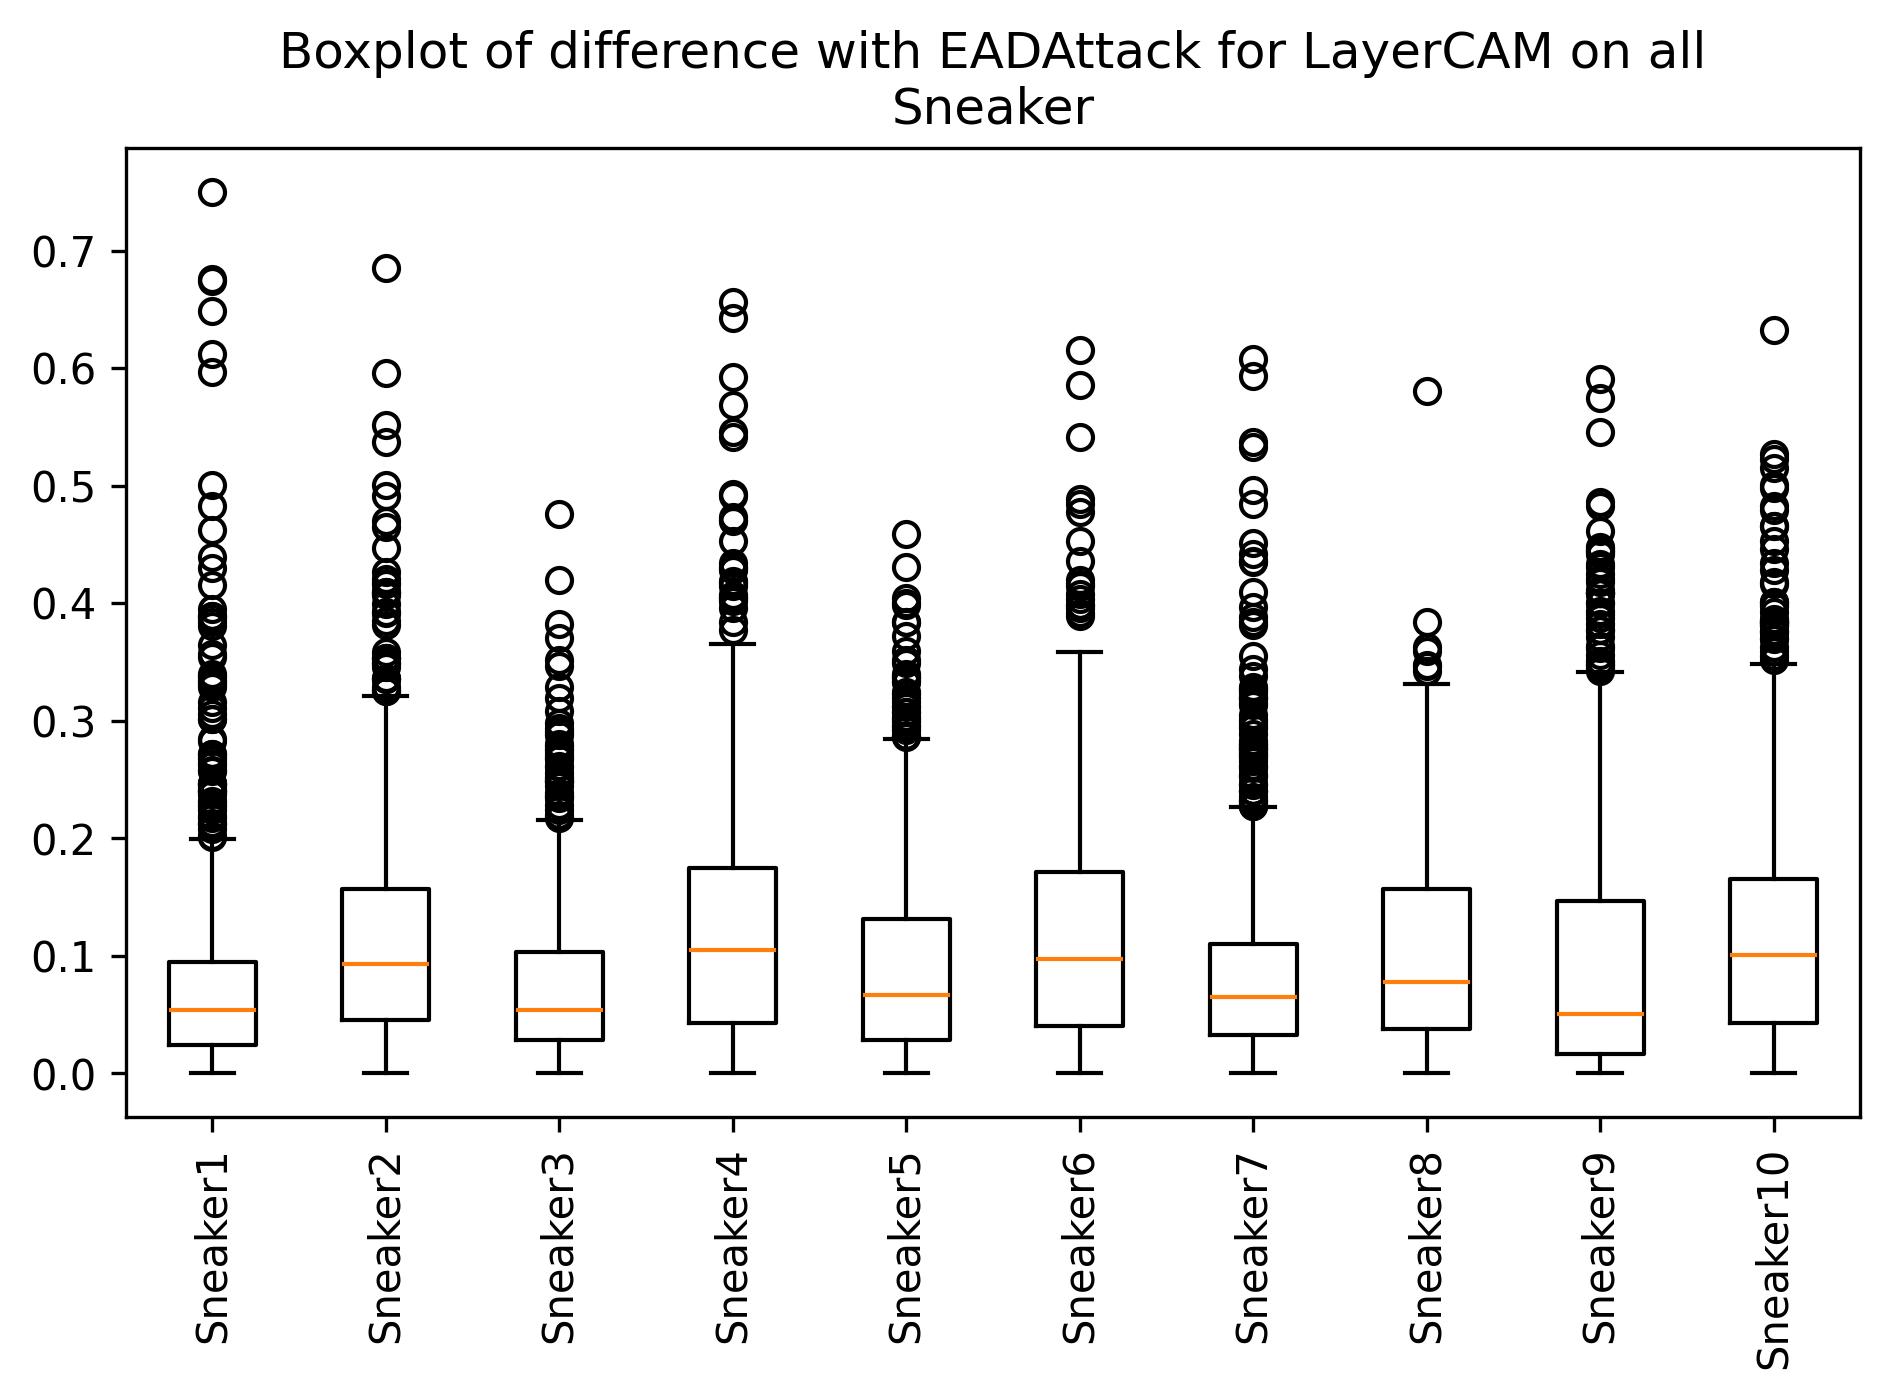 Boxplot of difference with EADAttack for LayerCAM on all
Sneaker
0.7
0.6
0.5
0.4
0.3
0.2
0.1
0.0
Sneaker1
Sneaker2
Sneaker3
Sneaker4
Sneaker5
Sneaker6
Sneaker7
Sneaker8
Sneaker9
Sneaker10